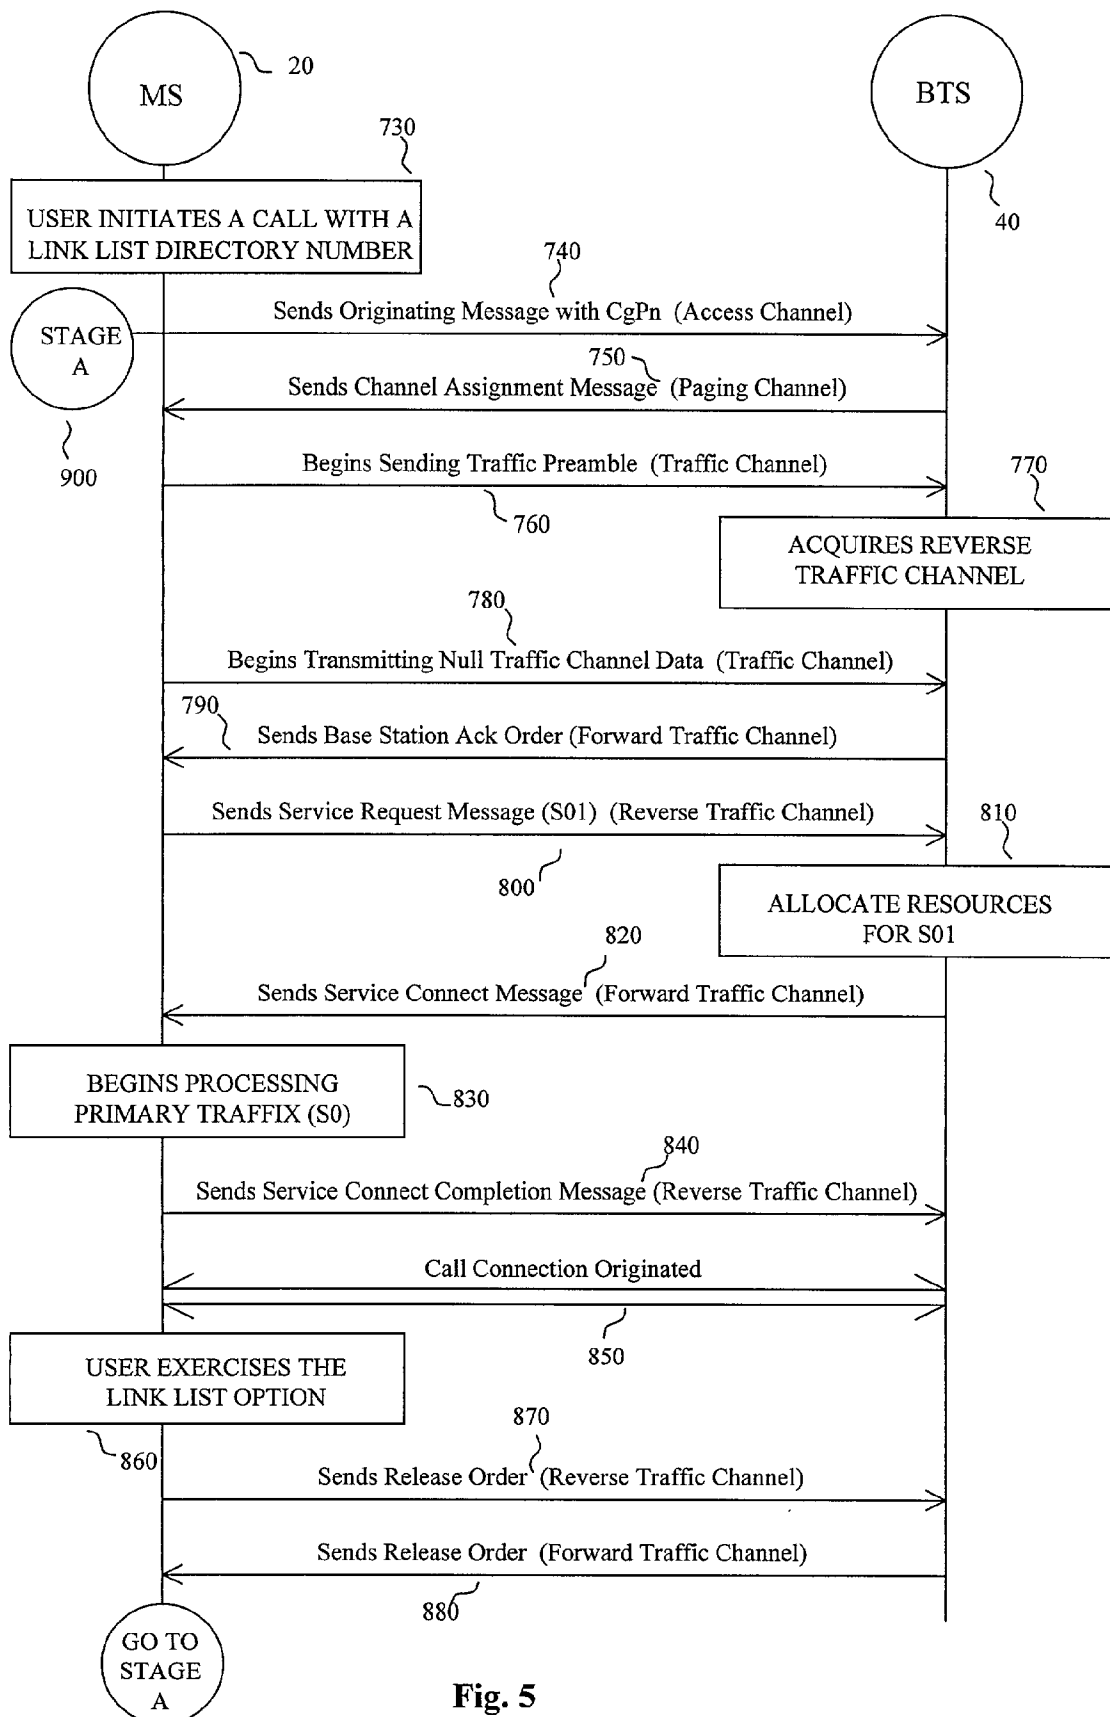 MS
20
BTS
40
730
USER INITIATES A CALL WITH A
LINK LIST DIRECTORY NUMBER
740
Sends Originating Message with CgPn (Access Channel)
STAGE
A
900
750
Sends Channel Assignment Message (Paging Channel)
Begins Sending Traffic Preamble (Traffic Channel)
760
770
ACQUIRES REVERSE
TRAFFIC CHANNEL
780
Begins Transmitting Null Traffic Channel Data (Traffic Channel)
790
Sends Base Station Ack Order (Forward Traffic Channel)
Sends Service Request Message (S01) (Reverse Traffic Channel)
800
810
ALLOCATE RESOURCES
FOR S01
820
Sends Service Connect Message (Forward Traffic Channel)
BEGINS PROCESSING
PRIMARY TRAFFIX (S0)
830
840
Sends Service Connect Completion Message (Reverse Traffic Channel)
Call Connection Originated
850
USER EXERCISES THE
LINK LIST OPTION
860
870
Sends Release Order (Reverse Traffic Channel)
Sends Release Order (Forward Traffic Channel)
880
GO TO
STAGE
A
Fig. 5